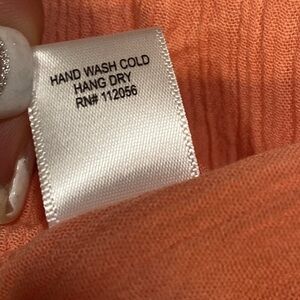 HAND WASH COLD
HANG DRY
RN# 112056